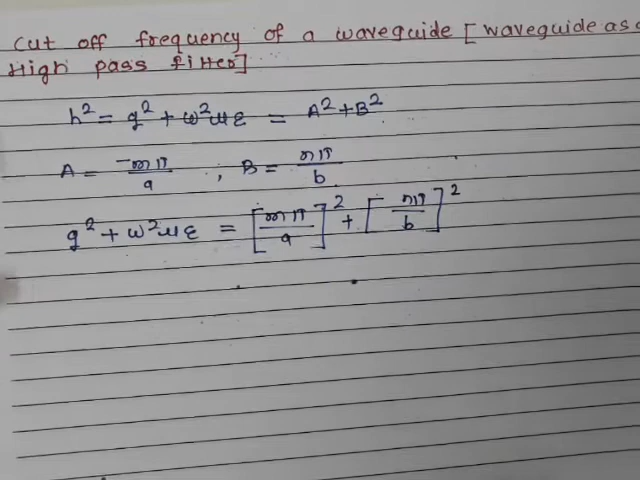 cut off frequency of a waveguide [waveguide as a
High pass filter]
h² = g² + ω²με = A² + B²
A = mπ/a ; B = nπ/b
g² + ω²με = [mπ/a]² + [nπ/b]²